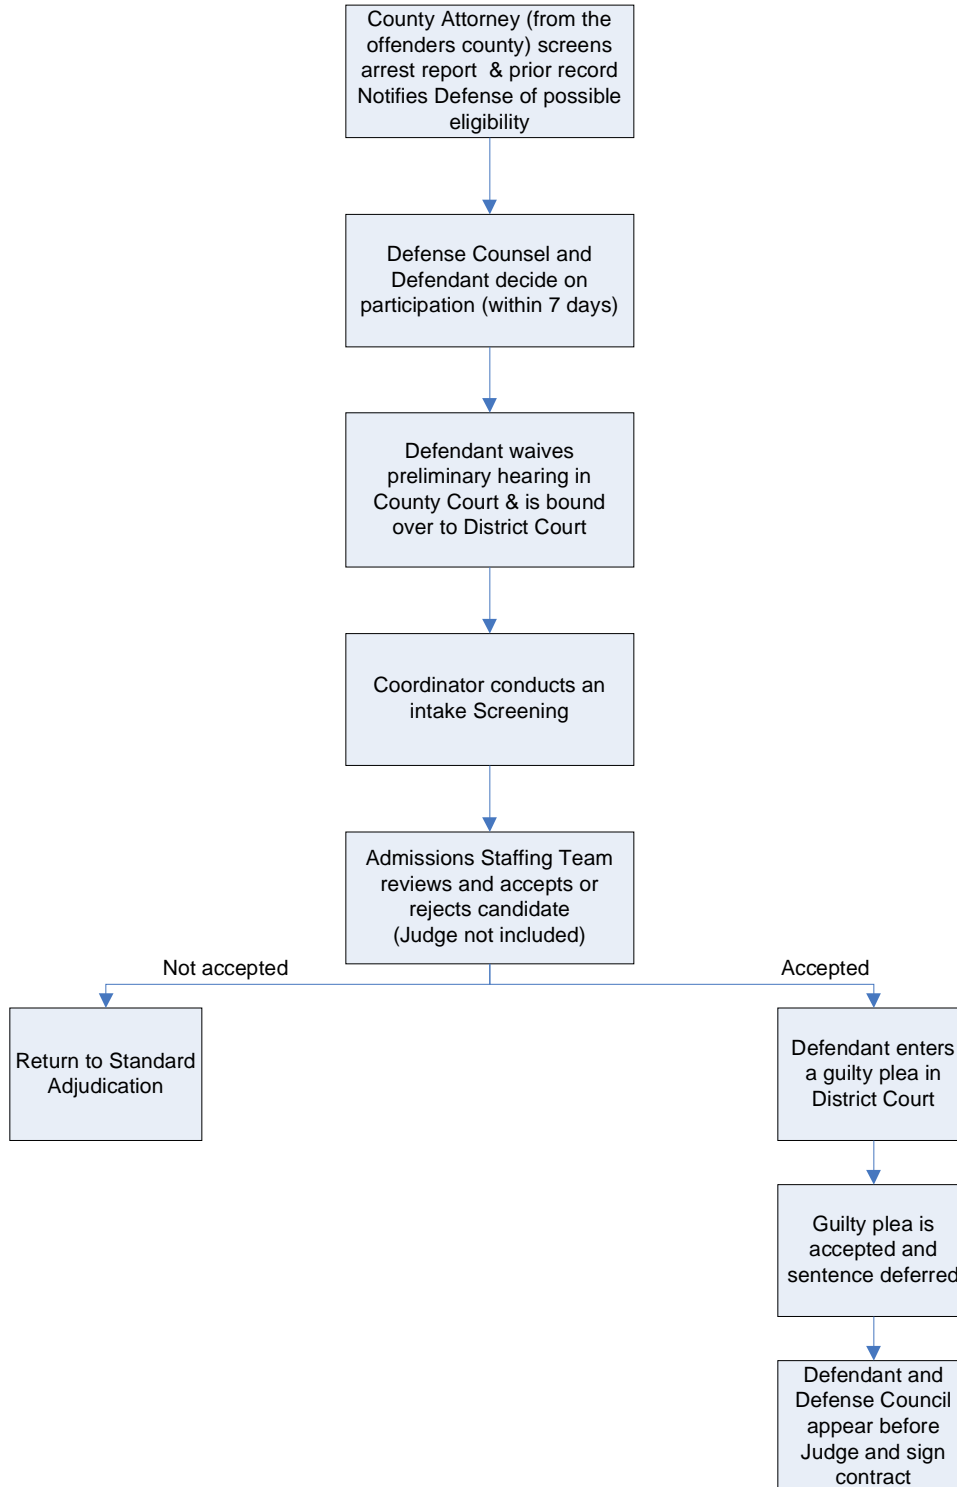 County Attorney (from the
offenders county) screens
arrest report & prior record
Notifies Defense of possible
eligibility
Defense Counsel and
Defendant decide on
participation (within 7 days)
Defendant waives
preliminary hearing in
County Court & is bound
over to District Court
Coordinator conducts an
intake Screening
Admissions Staffing Team
reviews and accepts or
rejects candidate
(Judge not included)
Not accepted
Accepted
Return to Standard
Adjudication
Defendant enters
a guilty plea in
District Court
Guilty plea is
accepted and
sentence deferred
Defendant and
Defense Council
appear before
Judge and sign
contract